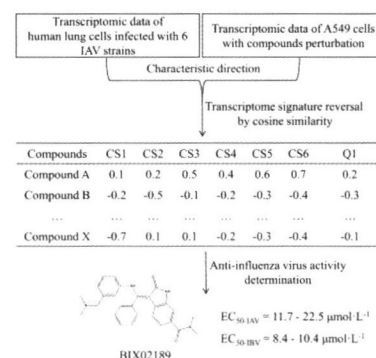 Transcriptomic data of
human lung cells infected with 6
IAV strains
Transcriptomic data of A549 cells
with compounds perturbation
Characteristic direction
Transcriptome signature reversal
by cosine similarity
Compounds CS1 CS2 CS3 CS4 CS5 CS6 Q1
Compound A 0.1 0.2 0.5 0.4 0.6 0.7 0.2
Compound B -0.2 -0.5 -0.1 -0.2 -0.3 -0.4 -0.3
... ... ... ... ... ... ... ...
Compound X -0.7 0.1 0.1 -0.2 -0.3 -0.4 -0.1
Anti-influenza virus activity
determination
EC50-IAV = 11.7 - 22.5 μmol·L-1
EC50-IBV = 8.4 - 10.4 μmol·L-1
BIX02189